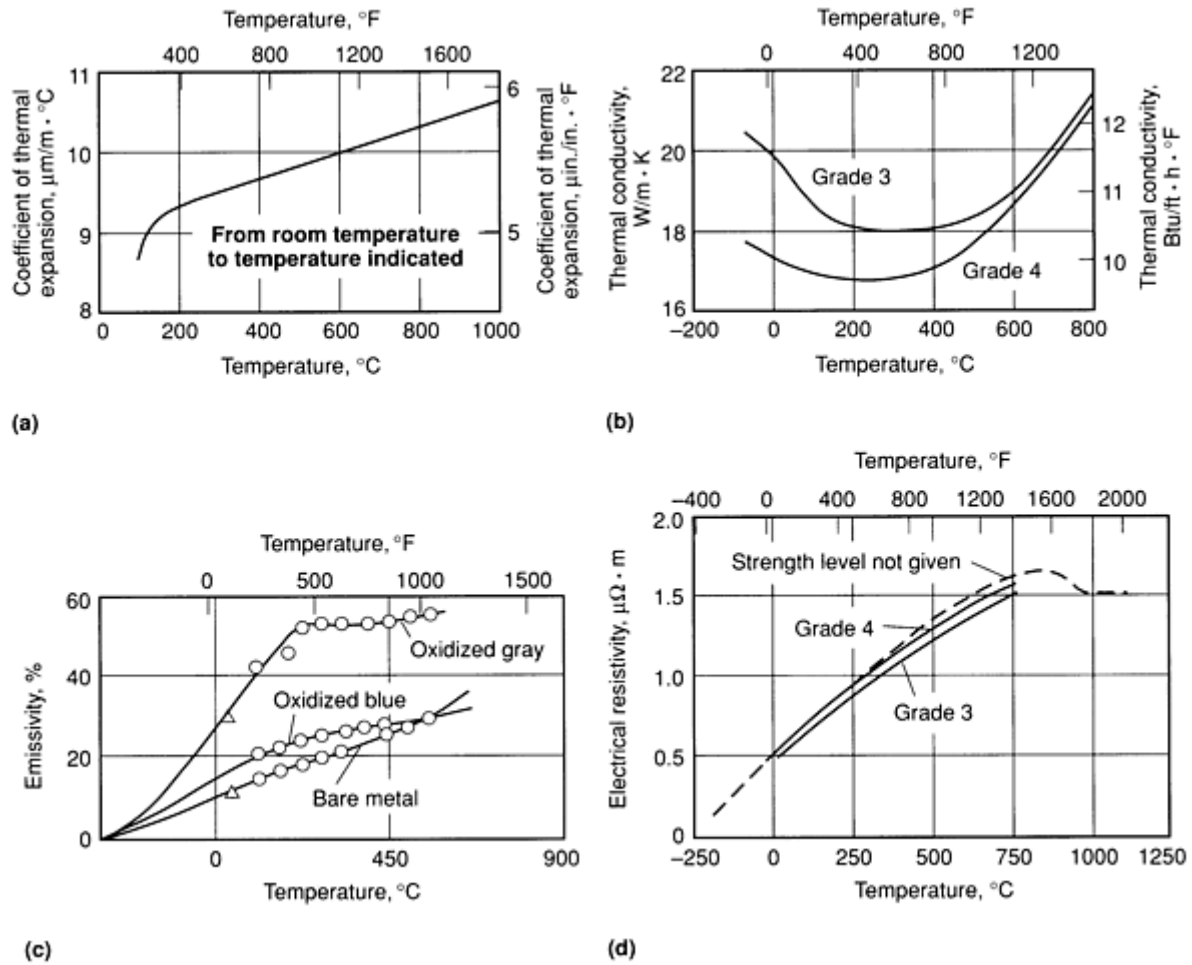 Temperature, °F
400 800 1200 1600
11
10
9
8
Coefficient of thermal
expansion, μm/m · °C
6
5
Coefficient of thermal
expansion, μin./in. · °F
From room temperature
to temperature indicated
0 200 400 600 800 1000
Temperature, °C
(a)
Temperature, °F
0 400 800 1200
22
20
18
16
Thermal conductivity,
W/m · K
12
11
10
Thermal conductivity,
Btu/ft · h · °F
Grade 3
Grade 4
−200 0 200 400 600 800
Temperature, °C
(b)
Temperature, °F
0 500 1000 1500
60
40
20
0
Emissivity, %
Oxidized gray
Oxidized blue
Bare metal
0 450 900
Temperature, °C
(c)
Temperature, °F
−400 0 400 800 1200 1600 2000
2.0
1.5
1.0
0.5
0
Electrical resistivity, μΩ · m
Strength level not given
Grade 4
Grade 3
−250 0 250 500 750 1000 1250
Temperature, °C
(d)